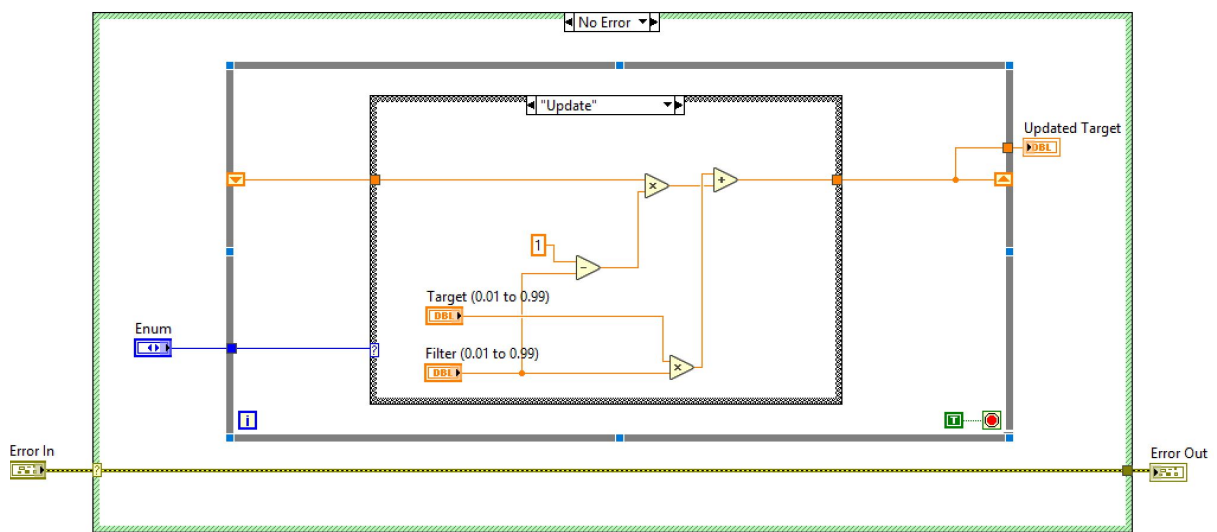 No Error
"Update"
Updated Target
DBL
×
+
1
−
Target (0.01 to 0.99)
DBL
Enum
?
Filter (0.01 to 0.99)
DBL
×
i
T
Error In
?
Error Out